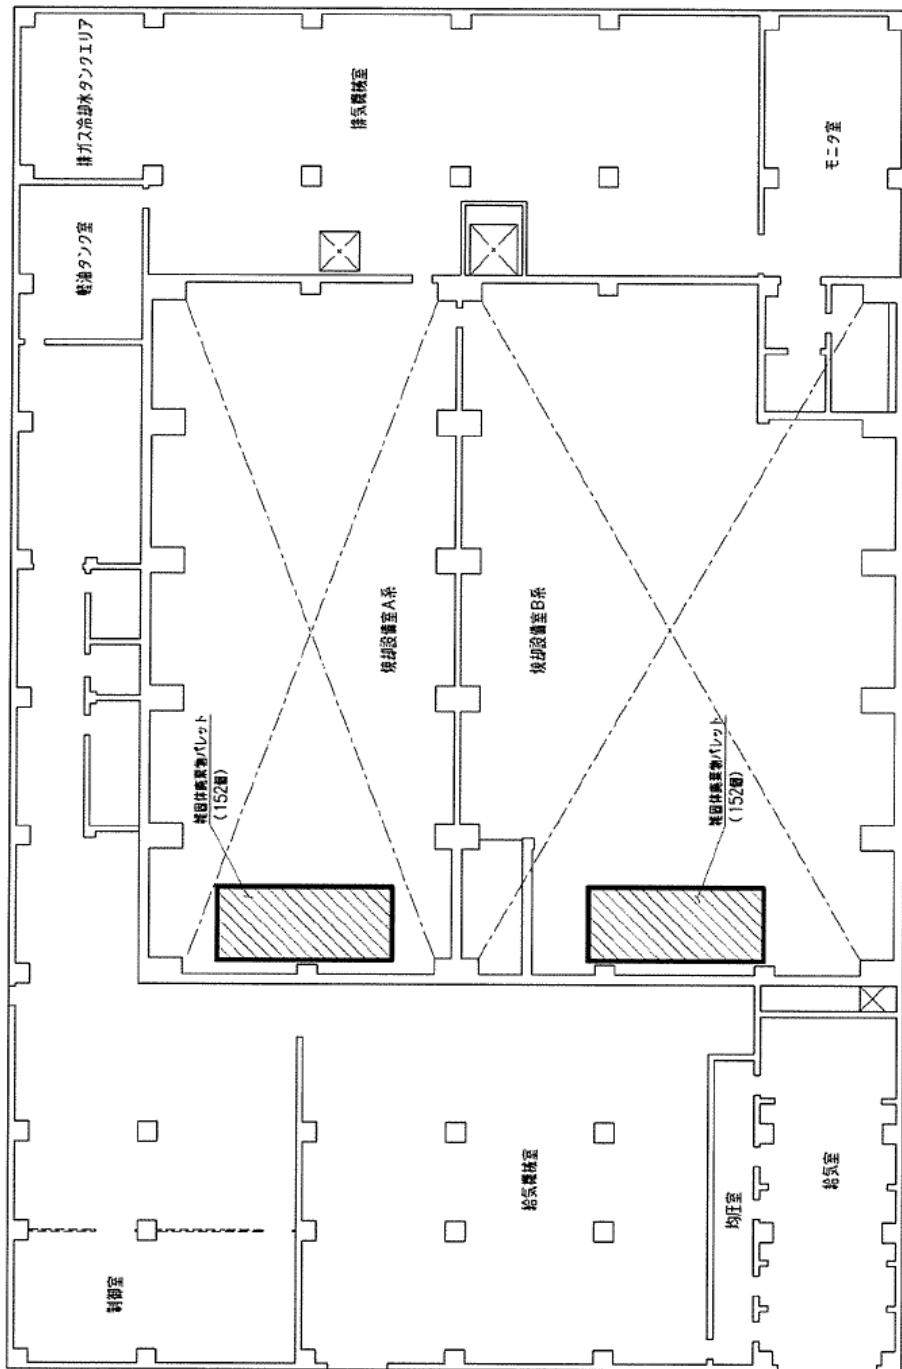 排ガス冷却水タンクエリア
軽油タンク室
排気機械室
モニタ室
焼却設備室A系
焼却設備室B系
雑固体廃棄物パレット
(152個)
雑固体廃棄物パレット
(152個)
制御室
給気機械室
均圧室
給気室